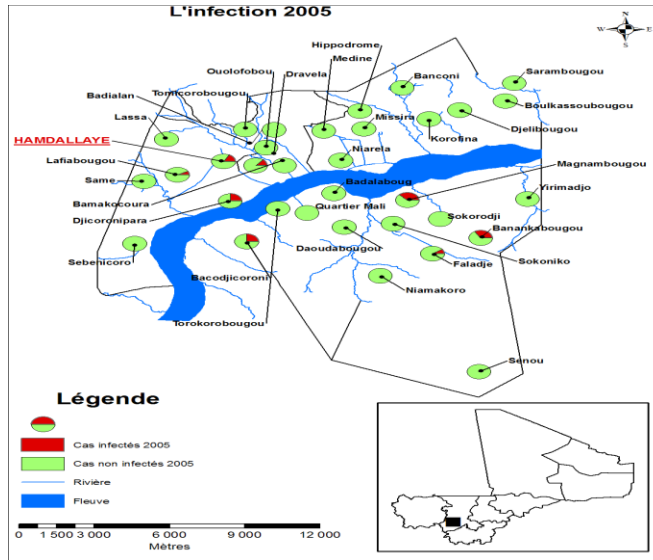 L'infection 2005
N
W
E
S
Hippodrome
Medine
Ouolofobou
Dravela
Banconi
Sarambougou
Badialan
Tomicorobougou
Boulkassoubougou
Lassa
Missira
Djelibougou
HAMDALLAYE
Korofina
Niarela
Lafiabougou
Magnambougou
Same
Badalaboug
Yirimadjo
Bamakocoura
Quartier Mali
Djicoronipara
Sokorodji
Banankabougou
Daoudabougou
Sebenicoro
Sokoniko
Faladje
Bacodjicoroni
Niamakoro
Torokorobougou
Senou
Légende
Cas infectés 2005
Cas non infectés 2005
Rivière
Fleuve
0 1 500 3 000 6 000 9 000 12 000
Mètres